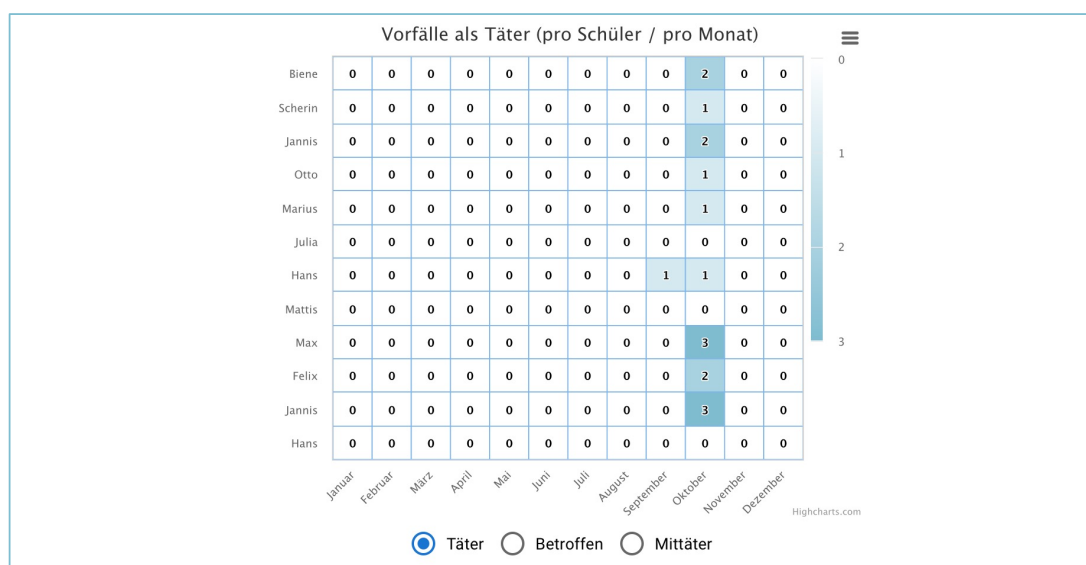 Vorfälle als Täter (pro Schüler / pro Monat)
Biene 0 0 0 0 0 0 0 0 0 2 0 0
Scherin 0 0 0 0 0 0 0 0 0 1 0 0
Jannis 0 0 0 0 0 0 0 0 0 2 0 0
Otto 0 0 0 0 0 0 0 0 0 1 0 0
Marius 0 0 0 0 0 0 0 0 0 1 0 0
Julia 0 0 0 0 0 0 0 0 0 0 0 0
Hans 0 0 0 0 0 0 0 0 1 1 0 0
Mattis 0 0 0 0 0 0 0 0 0 0 0 0
Max 0 0 0 0 0 0 0 0 0 3 0 0
Felix 0 0 0 0 0 0 0 0 0 2 0 0
Jannis 0 0 0 0 0 0 0 0 0 3 0 0
Hans 0 0 0 0 0 0 0 0 0 0 0 0
Januar Februar März April Mai Juni Juli August September Oktober November Dezember
0
1
2
3
Highcharts.com
Täter Betroffen Mittäter